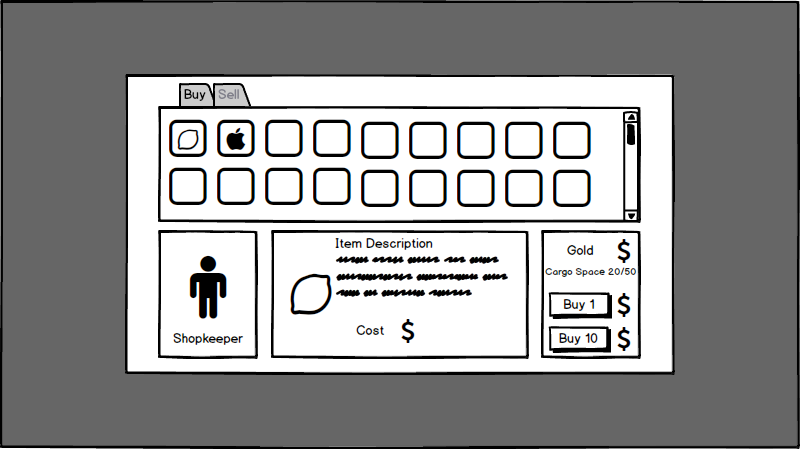 Buy Sell
Item Description
Cost $
Shopkeeper
Gold $
Cargo Space 20/50
Buy 1 $
Buy 10 $